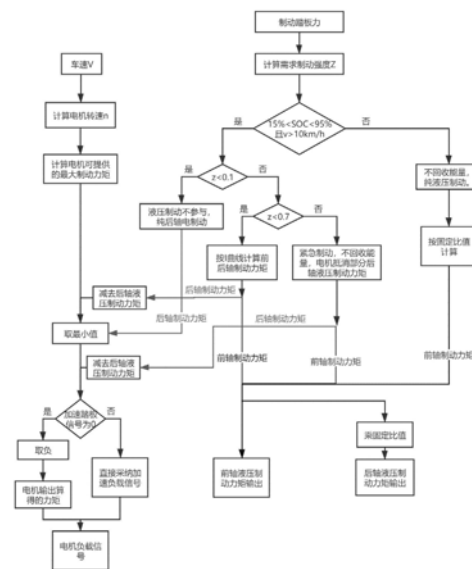 制动踏板力
车速V
计算需求制动强度Z
计算电机转速n
15%<SOC<95%
且v>10km/h
是
否
计算电机可提供
的最大制动力矩
不回收能量,
纯液压制动。
是
z<0.1
否
液压制动不参与,
纯后轴电制动
是
z<0.7
否
按I曲线计算前
后轴制动力矩
紧急制动,不回收能
量,电机抵消部分后
轴液压制动力矩
按固定比值
计算
减去后轴液
压制动力矩
后轴制动力矩
后轴制动力矩
后轴制动力矩
取最小值
前轴制动力矩
前轴制动力矩
前轴制动力矩
减去后轴液
压制动力矩
加速踏板
信号为0
是
否
取负
直接采纳加
速负载信号
电机输出算
得的力矩
电机负载信
号
前轴液压制
动力矩输出
乘固定比值
后轴液压制
动力矩输出